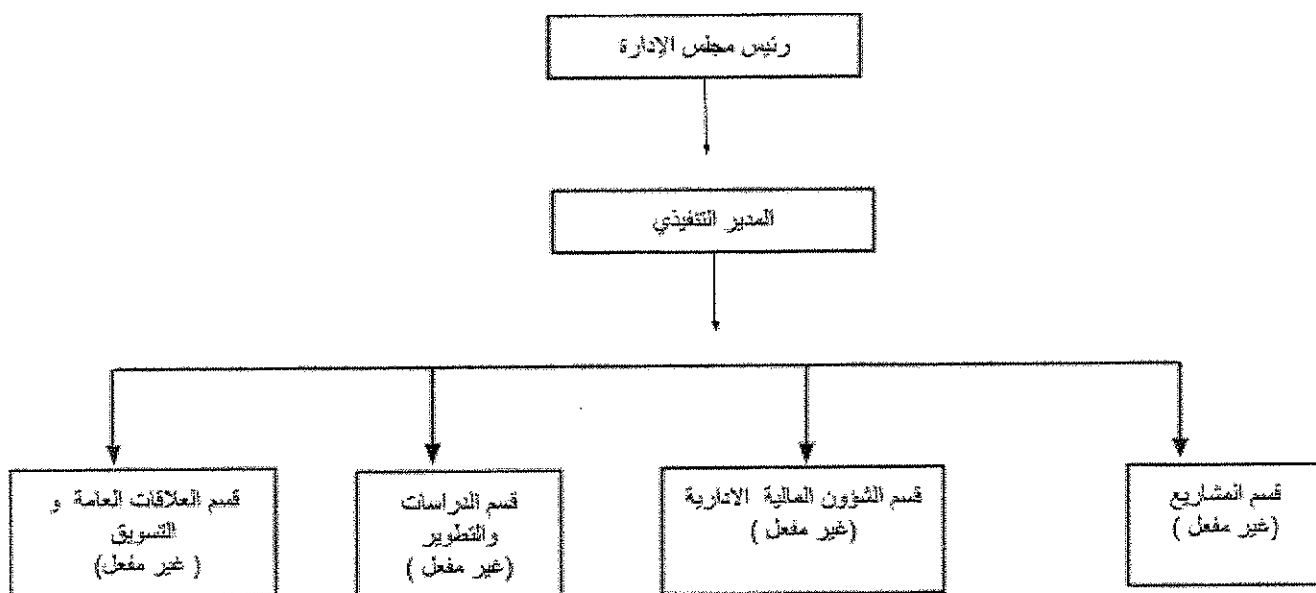 رئيس مجلس الإدارة
المدير التنفيذي
قسم المشاريع
(غير مفعل )
قسم الشؤون المالية الادارية
(غير مفعل )
قسم الدراسات
والتطوير
(غير مفعل )
قسم العلاقات العامة و
التسويق
( غير مفعل)